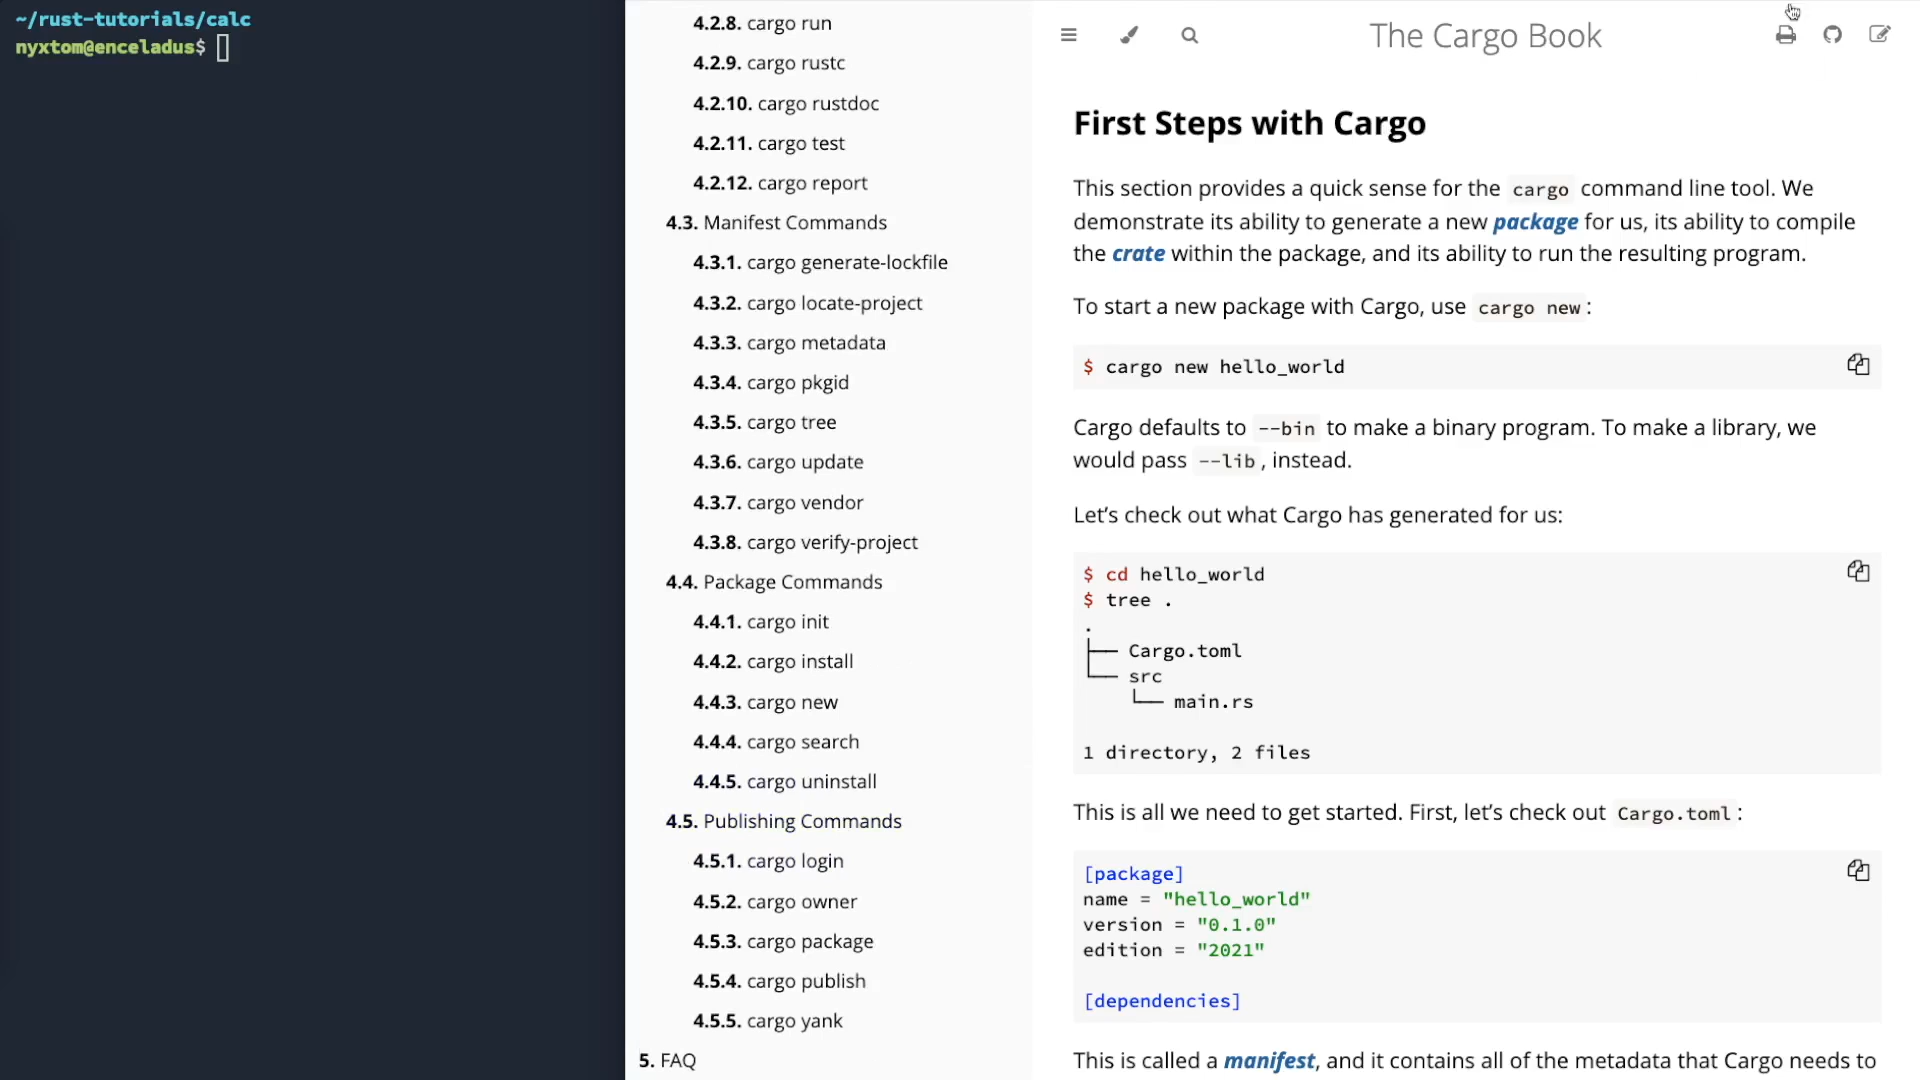 ~/rust-tutorials/calc
nyxtom@enceladus$
4.2.8. cargo run
4.2.9. cargo rustc
4.2.10. cargo rustdoc
4.2.11. cargo test
4.2.12. cargo report
4.3. Manifest Commands
4.3.1. cargo generate-lockfile
4.3.2. cargo locate-project
4.3.3. cargo metadata
4.3.4. cargo pkgid
4.3.5. cargo tree
4.3.6. cargo update
4.3.7. cargo vendor
4.3.8. cargo verify-project
4.4. Package Commands
4.4.1. cargo init
4.4.2. cargo install
4.4.3. cargo new
4.4.4. cargo search
4.4.5. cargo uninstall
4.5. Publishing Commands
4.5.1. cargo login
4.5.2. cargo owner
4.5.3. cargo package
4.5.4. cargo publish
4.5.5. cargo yank
5. FAQ
The Cargo Book
First Steps with Cargo
This section provides a quick sense for the cargo command line tool. We
demonstrate its ability to generate a new package for us, its ability to compile
the crate within the package, and its ability to run the resulting program.
To start a new package with Cargo, use cargo new:
$ cargo new hello_world
Cargo defaults to --bin to make a binary program. To make a library, we
would pass --lib, instead.
Let's check out what Cargo has generated for us:
$ cd hello_world
$ tree .
.
├── Cargo.toml
└── src
    └── main.rs
1 directory, 2 files
This is all we need to get started. First, let's check out Cargo.toml:
[package]
name = "hello_world"
version = "0.1.0"
edition = "2021"
[dependencies]
This is called a manifest, and it contains all of the metadata that Cargo needs to